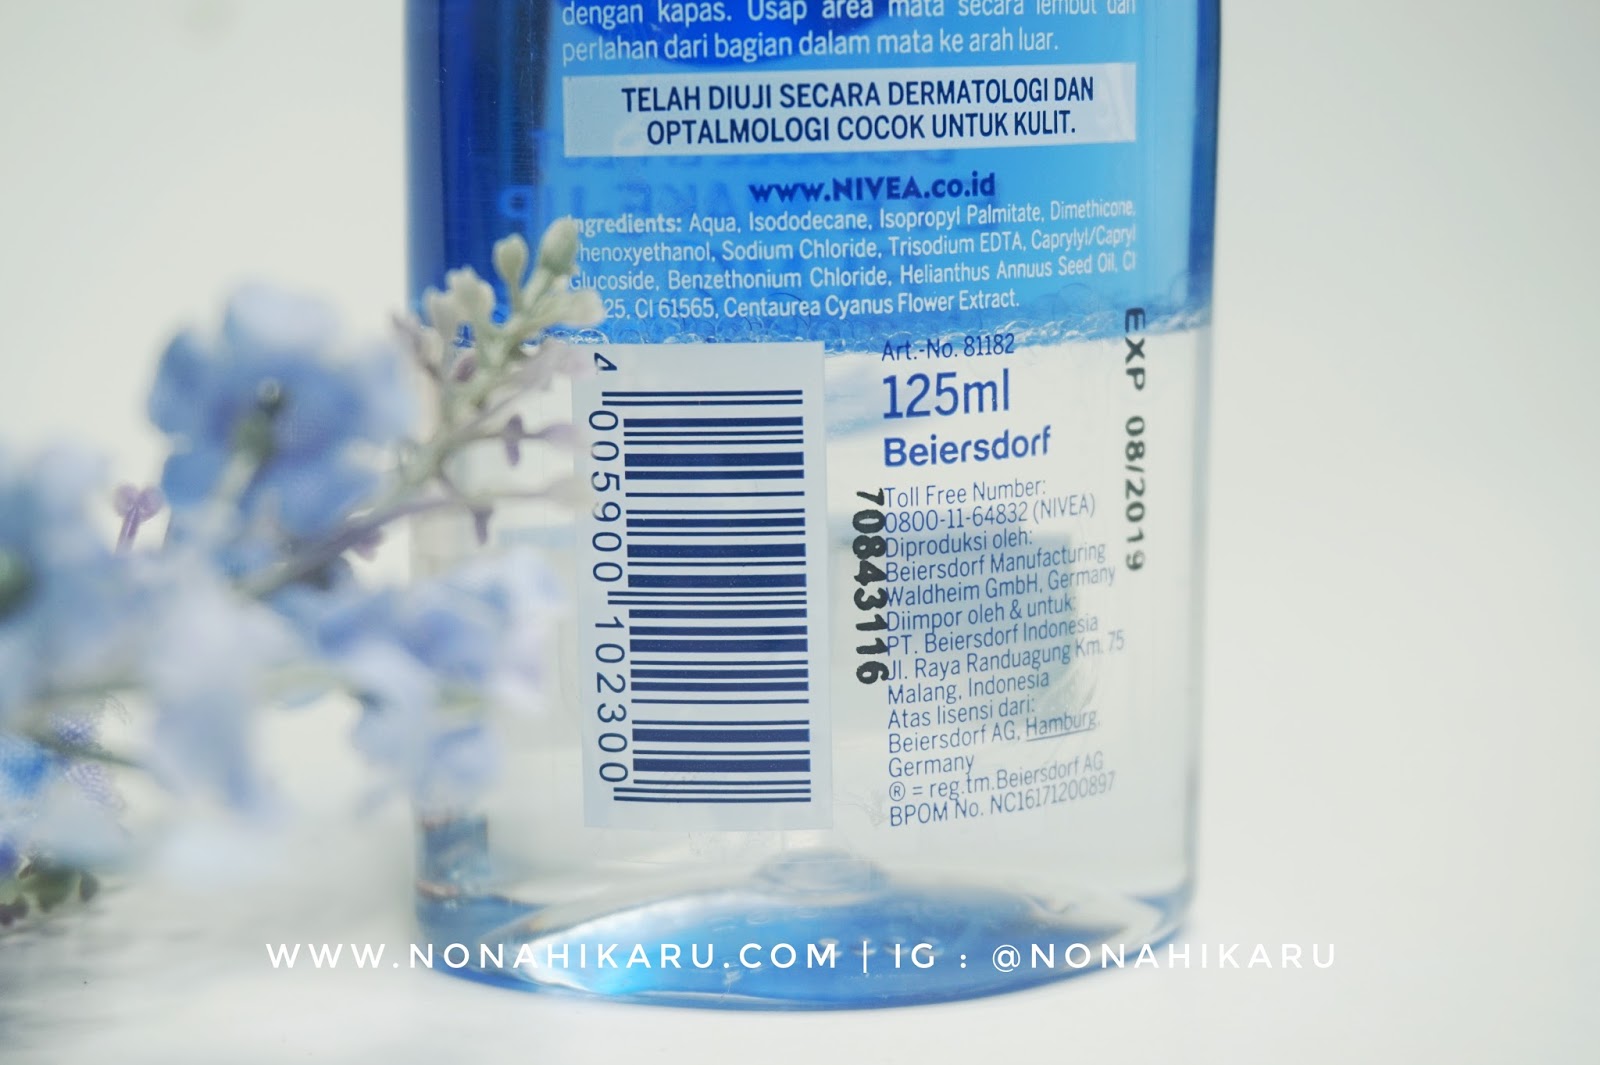 dengan kapas. Usap area mata secara lembut dan
perlahan dari bagian dalam mata ke arah luar.
TELAH DIUJI SECARA DERMATOLOGI DAN
OPTALMOLOGI COCOK UNTUK KULIT.
www.NIVEA.co.id
Ingredients: Aqua, Isododecane, Isopropyl Palmitate, Dimethicone,
Phenoxyethanol, Sodium Chloride, Trisodium EDTA, Caprylyl/Capryl
Glucoside, Benzethonium Chloride, Helianthus Annuus Seed Oil, CI
25, CI 61565, Centaurea Cyanus Flower Extract.
4 005900 102300
Art.-No. 81182
125ml
Beiersdorf
Toll Free Number:
0800-11-64832 (NIVEA)
Diproduksi oleh:
Beiersdorf Manufacturing
Waldheim GmbH, Germany
Diimpor oleh & untuk:
PT. Beiersdorf Indonesia
Jl. Raya Randuagung Km. 75
Malang, Indonesia
Atas lisensi dari:
Beiersdorf AG, Hamburg,
Germany
® = reg.tm.Beiersdorf AG
BPOM No. NC16171200897
70843116
EXP 08/2019
WWW.NONAHIKARU.COM | IG : @NONAHIKARU